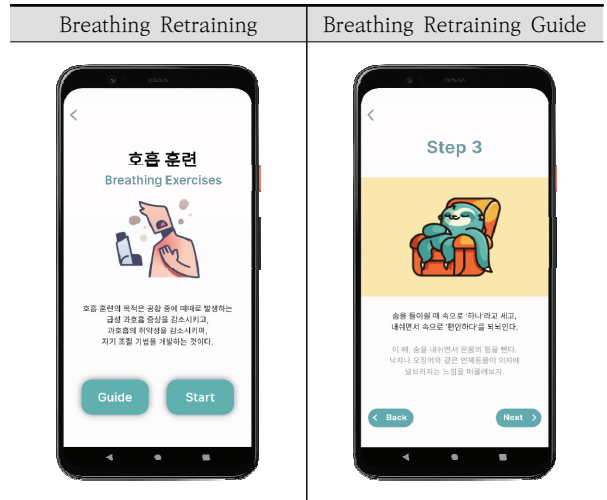 Breathing Retraining
Breathing Retraining Guide
호흡 훈련
Breathing Exercises
호흡 훈련의 목적은 공황 중에 때때로 발생하는
급성 과호흡 증상을 감소시키고,
과호흡의 취약성을 감소시키며,
자기 조절 기법을 개발하는 것이다.
Guide
Start
Step 3
숨을 들이쉴 때 속으로 '하나'라고 세고,
내쉬면서 속으로 '편안하다'를 되뇌인다.
이 때, 숨을 내쉬면서 온몸의 힘을 뺀다.
낙지나 오징어와 같은 연체동물이 의자에
널브러지는 느낌을 떠올려보자.
Back
Next